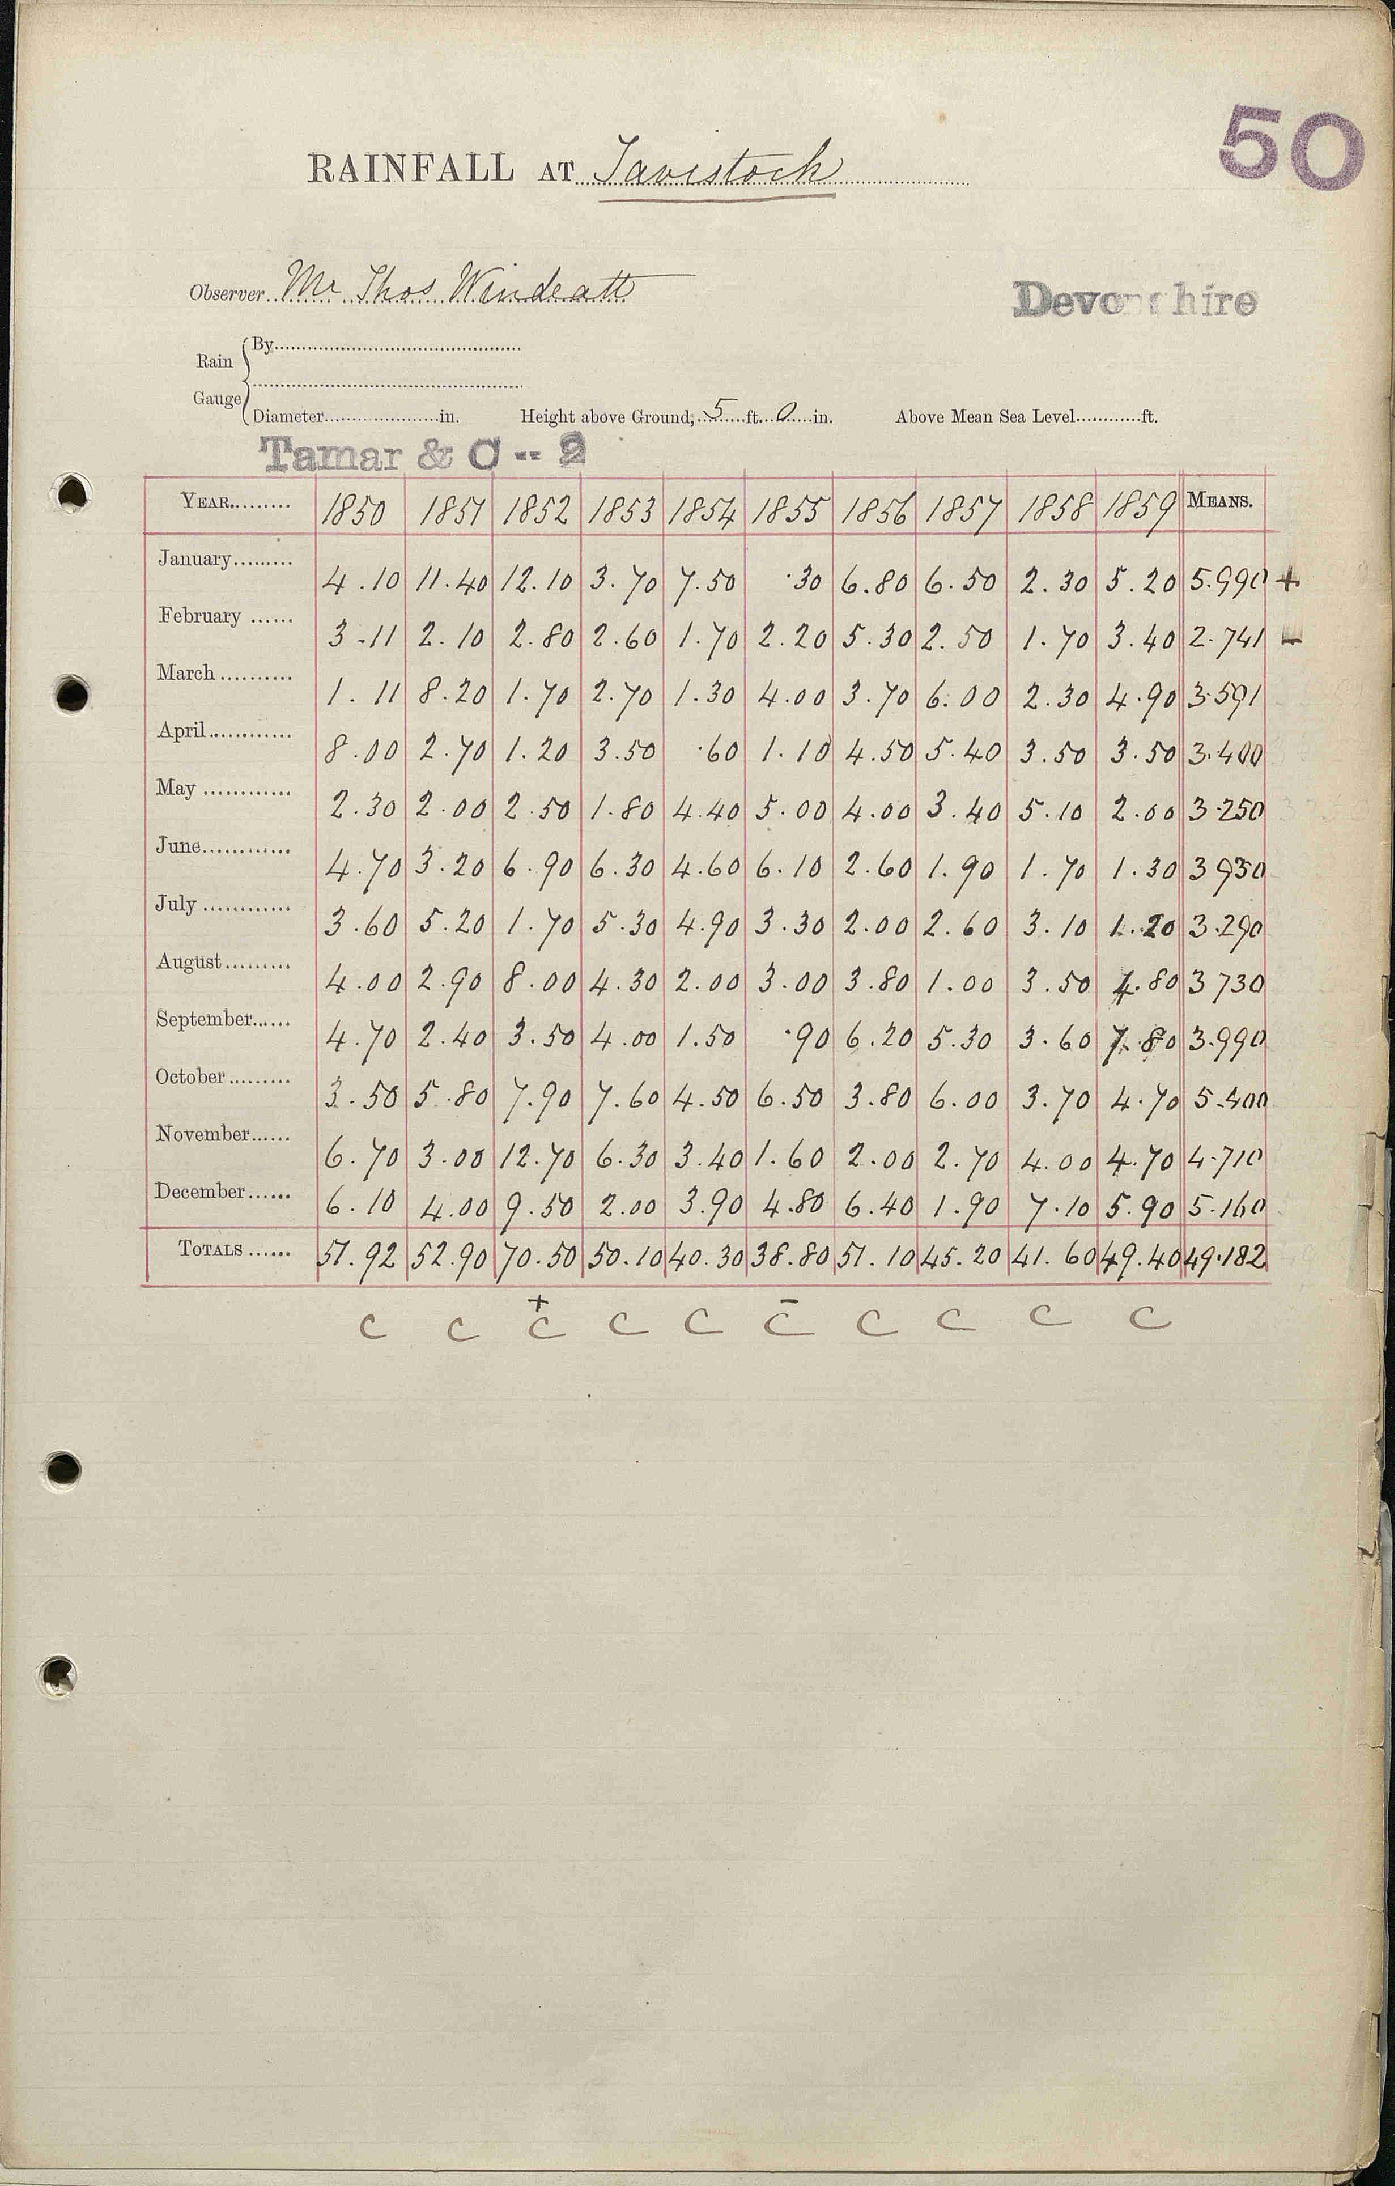 50
RAINFALL AT Tavistock
Observer Mr Thos Windeatt
Devonshire
Rain Gauge
By
Diameter in. Height above Ground, 5 ft. 0 in. Above Mean Sea Level ft.
Tamar & C -- 2
YEAR 1850 1851 1852 1853 1854 1855 1856 1857 1858 1859 MEANS.
January 4.10 11.40 12.10 3.70 7.50 .30 6.80 6.50 2.30 5.20 5.990 +
February 3.11 2.10 2.80 2.60 1.70 2.20 5.30 2.50 1.70 3.40 2.741 -
March 1.11 8.20 1.70 2.70 1.30 4.00 3.70 6.00 2.30 4.90 3.591
April 8.00 2.70 1.20 3.50 .60 1.10 4.50 5.40 3.50 3.50 3.400
May 2.30 2.00 2.50 1.80 4.40 5.00 4.00 3.40 5.10 2.00 3.250
June 4.70 3.20 6.90 6.30 4.60 6.10 2.60 1.90 1.70 1.30 3 930
July 3.60 5.20 1.70 5.30 4.90 3.30 2.00 2.60 3.10 1.20 3.290
August 4.00 2.90 8.00 4.30 2.00 3.00 3.80 1.00 3.50 4.80 3 730
September 4.70 2.40 3.50 4.00 1.50 .90 6.20 5.30 3.60 7.80 3.990
October 3.50 5.80 7.90 7.60 4.50 6.50 3.80 6.00 3.70 4.70 5.400
November 6.70 3.00 12.70 6.30 3.40 1.60 2.00 2.70 4.00 4.70 4.710
December 6.10 4.00 9.50 2.00 3.90 4.80 6.40 1.90 7.10 5.90 5.160
TOTALS 51.92 52.90 70.50 50.10 40.30 38.80 51.10 45.20 41.60 49.40 49.182
+ -
C C C C C C C C C C